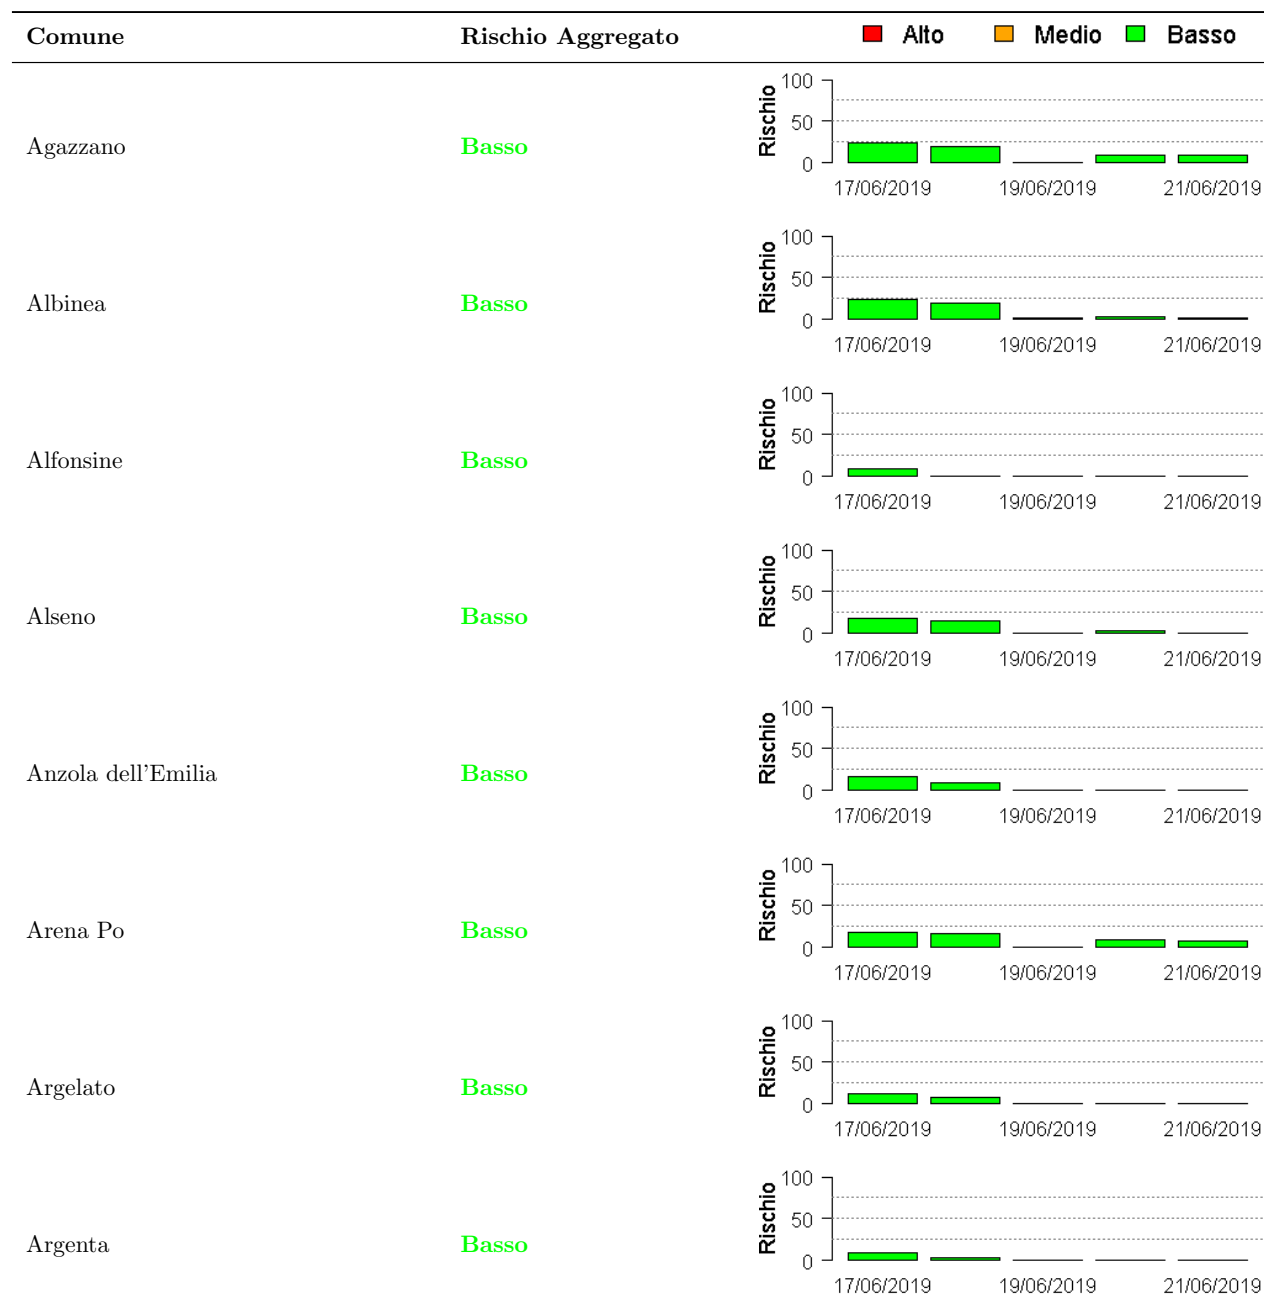 Comune Rischio Aggregato Alto Medio Basso
100
Rischio
50
Agazzano Basso
0
17/06/2019 19/06/2019 21/06/2019
100
Rischio
50
Albinea Basso
0
17/06/2019 19/06/2019 21/06/2019
100
Rischio
50
Alfonsine Basso
0
17/06/2019 19/06/2019 21/06/2019
100
Rischio
50
Alseno Basso
0
17/06/2019 19/06/2019 21/06/2019
100
Rischio
50
Anzola dell'Emilia Basso
0
17/06/2019 19/06/2019 21/06/2019
100
Rischio
50
Arena Po Basso
0
17/06/2019 19/06/2019 21/06/2019
100
Rischio
50
Argelato Basso
0
17/06/2019 19/06/2019 21/06/2019
100
Rischio
50
Argenta Basso
0
17/06/2019 19/06/2019 21/06/2019